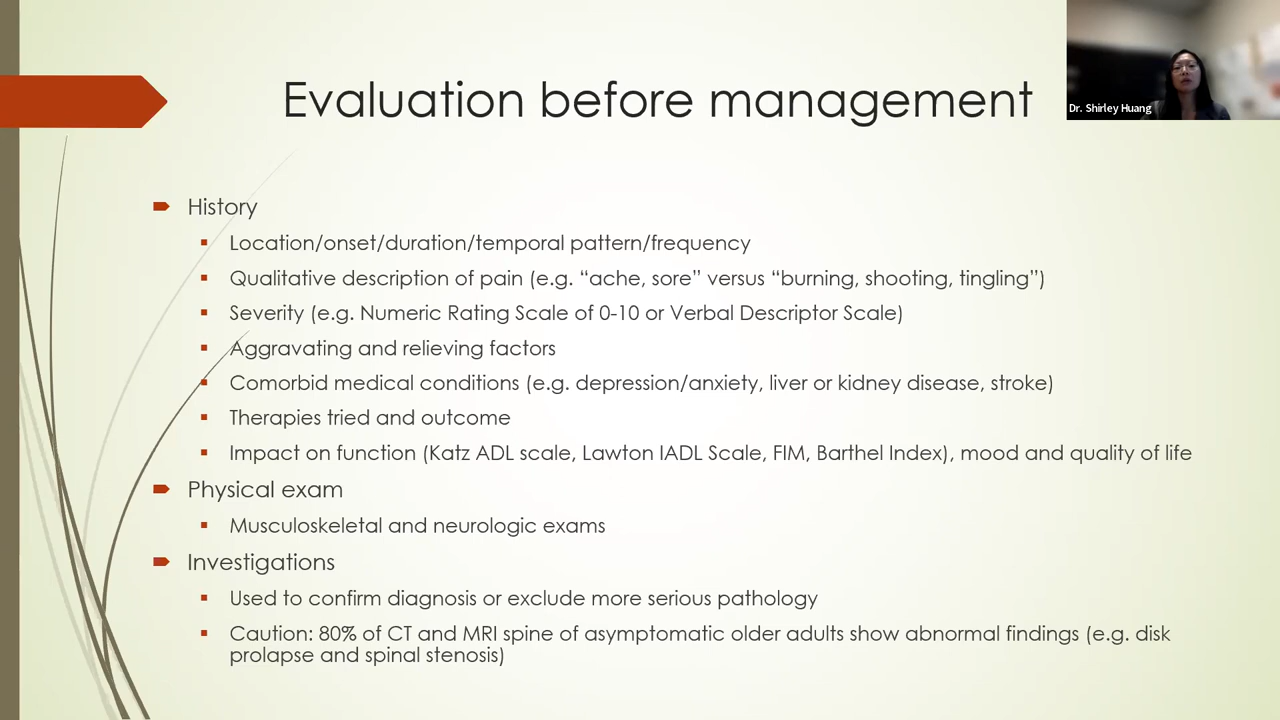 Evaluation before management
Dr. Shirley Huang
History
Location/onset/duration/temporal pattern/frequency
Qualitative description of pain (e.g. “ache, sore” versus “burning, shooting, tingling”)
Severity (e.g. Numeric Rating Scale of 0-10 or Verbal Descriptor Scale)
Aggravating and relieving factors
Comorbid medical conditions (e.g. depression/anxiety, liver or kidney disease, stroke)
Therapies tried and outcome
Impact on function (Katz ADL scale, Lawton IADL Scale, FIM, Barthel Index), mood and quality of life
Physical exam
Musculoskeletal and neurologic exams
Investigations
Used to confirm diagnosis or exclude more serious pathology
Caution: 80% of CT and MRI spine of asymptomatic older adults show abnormal findings (e.g. disk
prolapse and spinal stenosis)